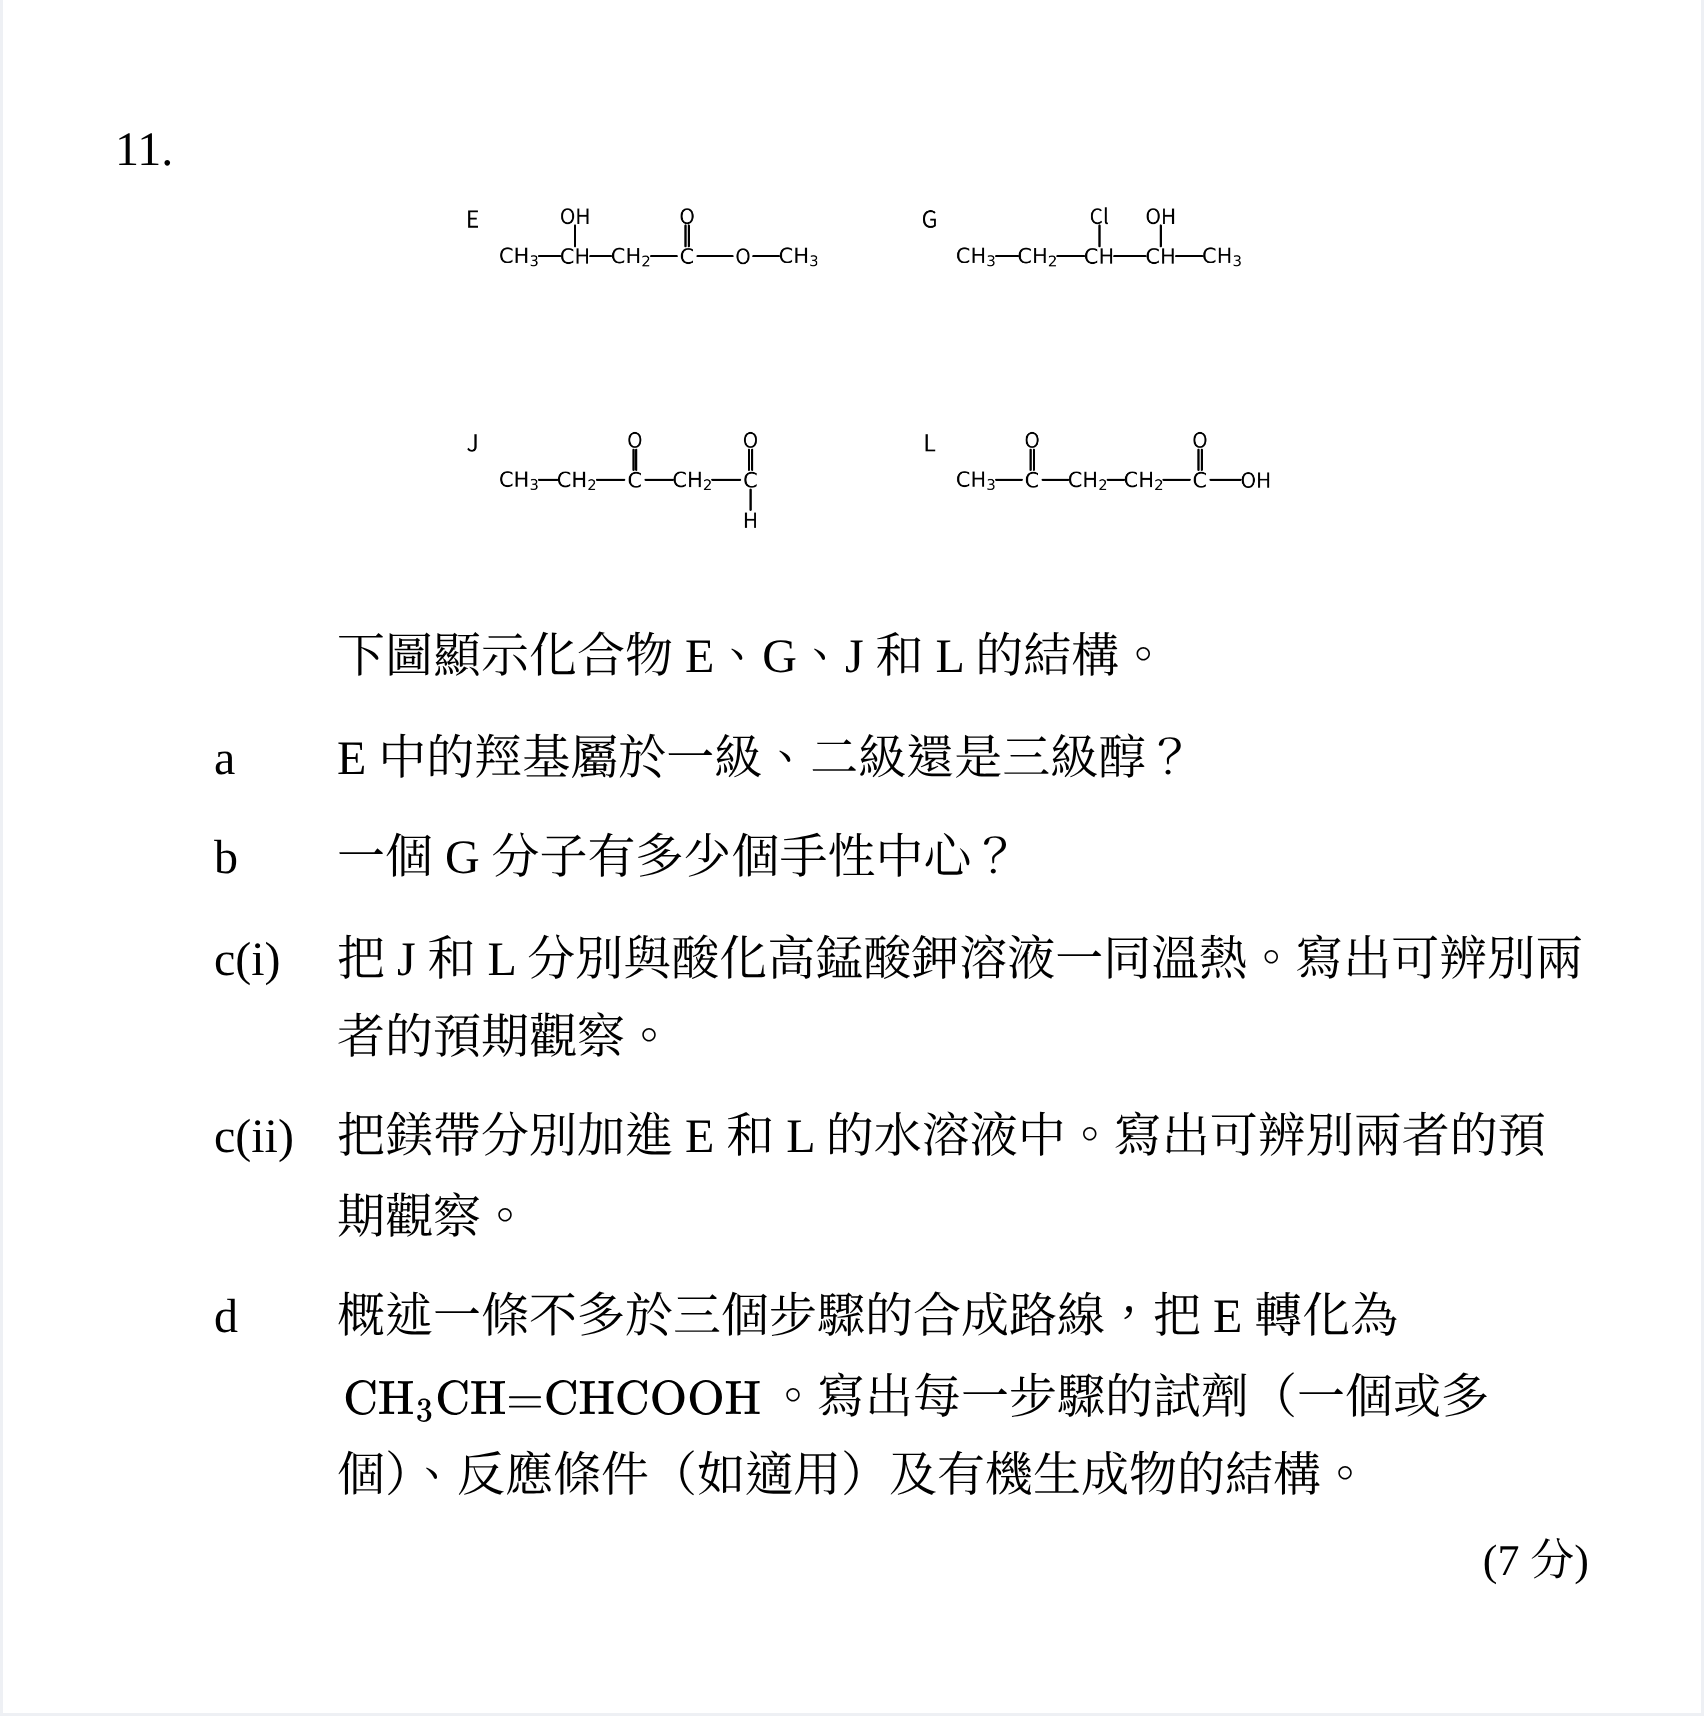 11.
E OH O G Cl OH
CH₃—CH—CH₂—C—O—CH₃ CH₃—CH₂—CH—CH—CH₃
J O O L O O
CH₃—CH₂—C—CH₂—C CH₃—C—CH₂—CH₂—C—OH
H
下圖顯示化合物 E、G、J 和 L 的結構。
a E 中的羥基屬於一級、二級還是三級醇？
b 一個 G 分子有多少個手性中心？
c(i) 把 J 和 L 分別與酸化高錳酸鉀溶液一同溫熱。寫出可辨別兩
者的預期觀察。
c(ii) 把鎂帶分別加進 E 和 L 的水溶液中。寫出可辨別兩者的預
期觀察。
d 概述一條不多於三個步驟的合成路線，把 E 轉化為
CH₃CH=CHCOOH 。寫出每一步驟的試劑（一個或多
個）、反應條件（如適用）及有機生成物的結構。
(7 分)